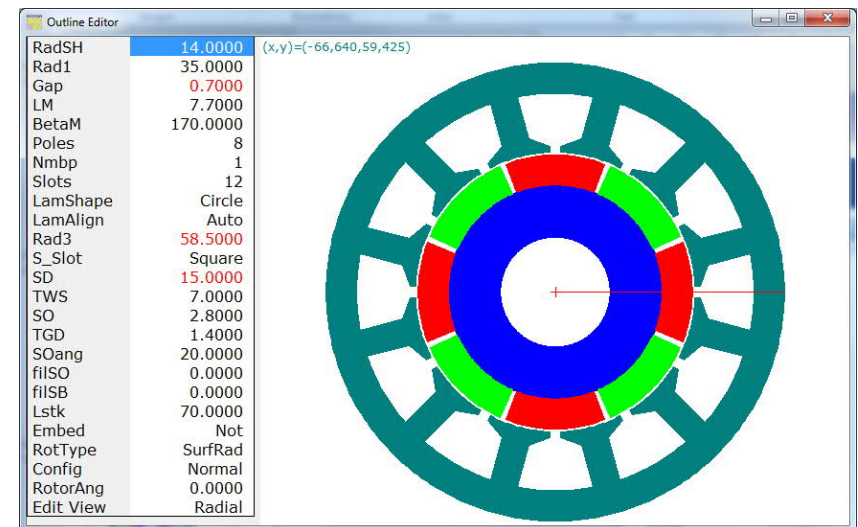 Outline Editor
RadSH 14.0000 (x,y)=(-66,640,59,425)
Rad1 35.0000
Gap 0.7000
LM 7.7000
BetaM 170.0000
Poles 8
Nmbp 1
Slots 12
LamShape Circle
LamAlign Auto
Rad3 58.5000
S_Slot Square
SD 15.0000
TWS 7.0000
SO 2.8000
TGD 1.4000
SOang 20.0000
filSO 0.0000
filSB 0.0000
Lstk 70.0000
Embed Not
RotType SurfRad
Config Normal
RotorAng 0.0000
Edit View Radial